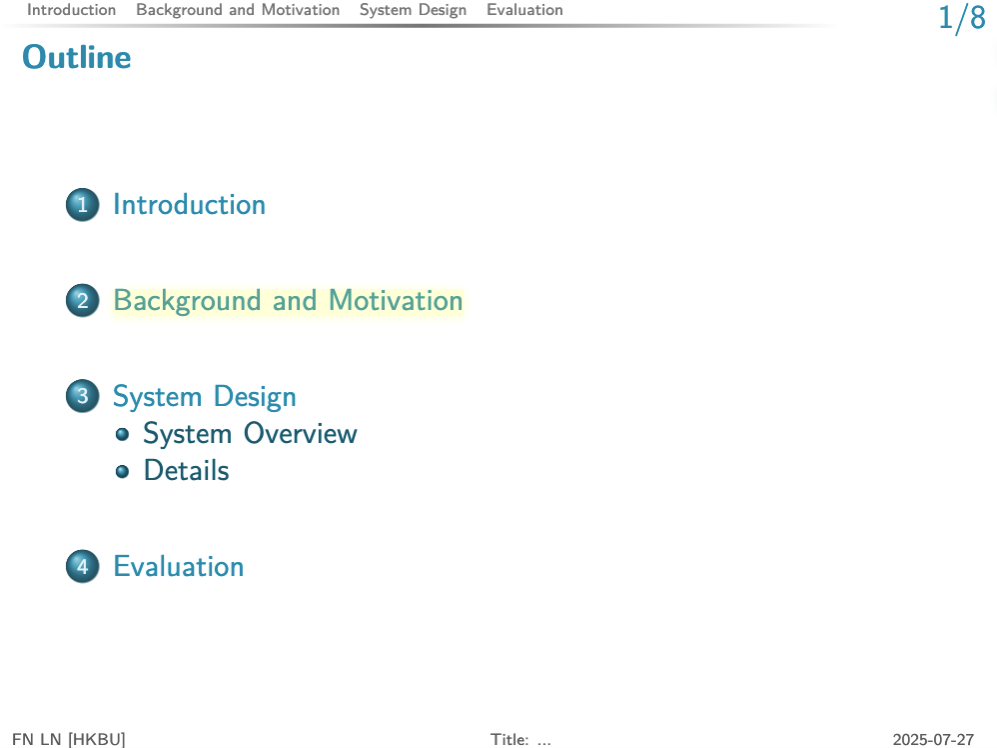 Introduction Background and Motivation System Design Evaluation
1/8
Outline
1 Introduction
2 Background and Motivation
3 System Design
System Overview
Details
4 Evaluation
FN LN [HKBU] Title: ... 2025-07-27